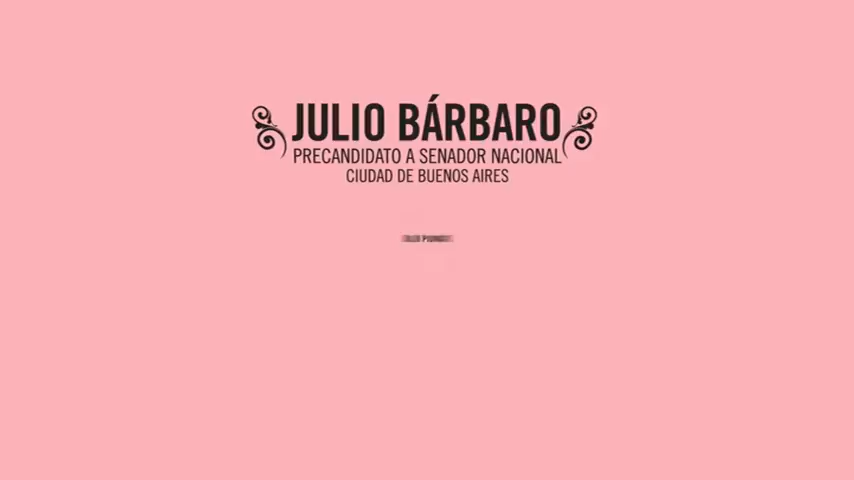 JULIO BÁRBARO
PRECANDIDATO A SENADOR NACIONAL
CIUDAD DE BUENOS AIRES